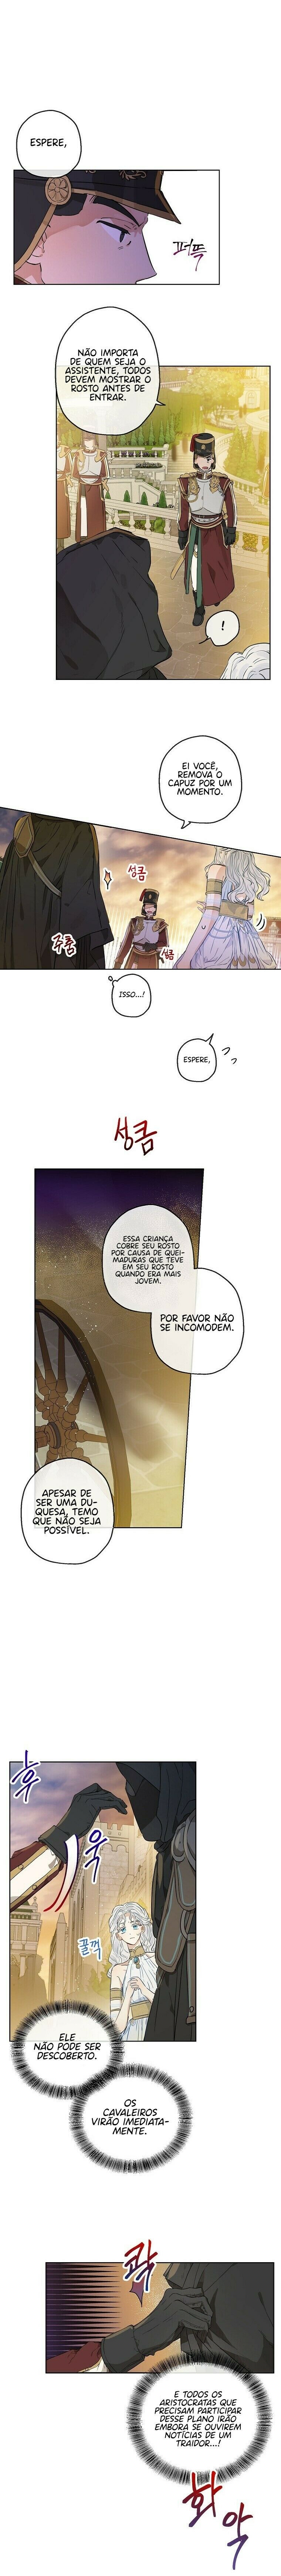 ESPERE,
퍼뜩
NÃO IMPORTA
DE QUEM SEJA O
ASSISTENTE, TODOS
DEVEM MOSTRAR O
ROSTO ANTES DE
ENTRAR.
!
EI VOCÊ,
REMOVA O
CAPUZ POR UM
MOMENTO.
성큼
주춤
성큼
ISSO...!
ESPERE,
성큼
ESSA CRIANÇA
COBRE SEU ROSTO
POR CAUSA DE QUEI-
MADURAS QUE TEVE
EM SEU ROSTO
QUANDO ERA MAIS
JOVEM.
POR FAVOR NÃO
SE INCOMODEM.
APESAR DE
SER UMA DU-
QUESA, TEMO
QUE NÃO SEJA
POSSÍVEL.
후
욱
꿀꺽
ELE
NÃO PODE SER
DESCOBERTO.
OS
CAVALEIROS
VIRÃO IMEDIATA-
MENTE.
콱
E TODOS OS
ARISTOCRATAS QUE
PRECISAM PARTICIPAR
DESSE PLANO IRÃO
EMBORA SE OUVIREM
NOTÍCIAS DE UM
TRAIDOR...!
화
악